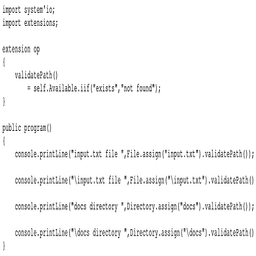 import system'io;
import extensions;
extension op
{
validatePath()
= self.Available.iif("exists","not found");
}
public program()
{
console.printLine("input.txt file ",File.assign("input.txt").validatePath());
console.printLine("\input.txt file ",File.assign("\input.txt").validatePath()
console.printLine("docs directory ",Directory.assign("docs").validatePath());
console.printLine("\docs directory ",Directory.assign("\docs").validatePath()
}